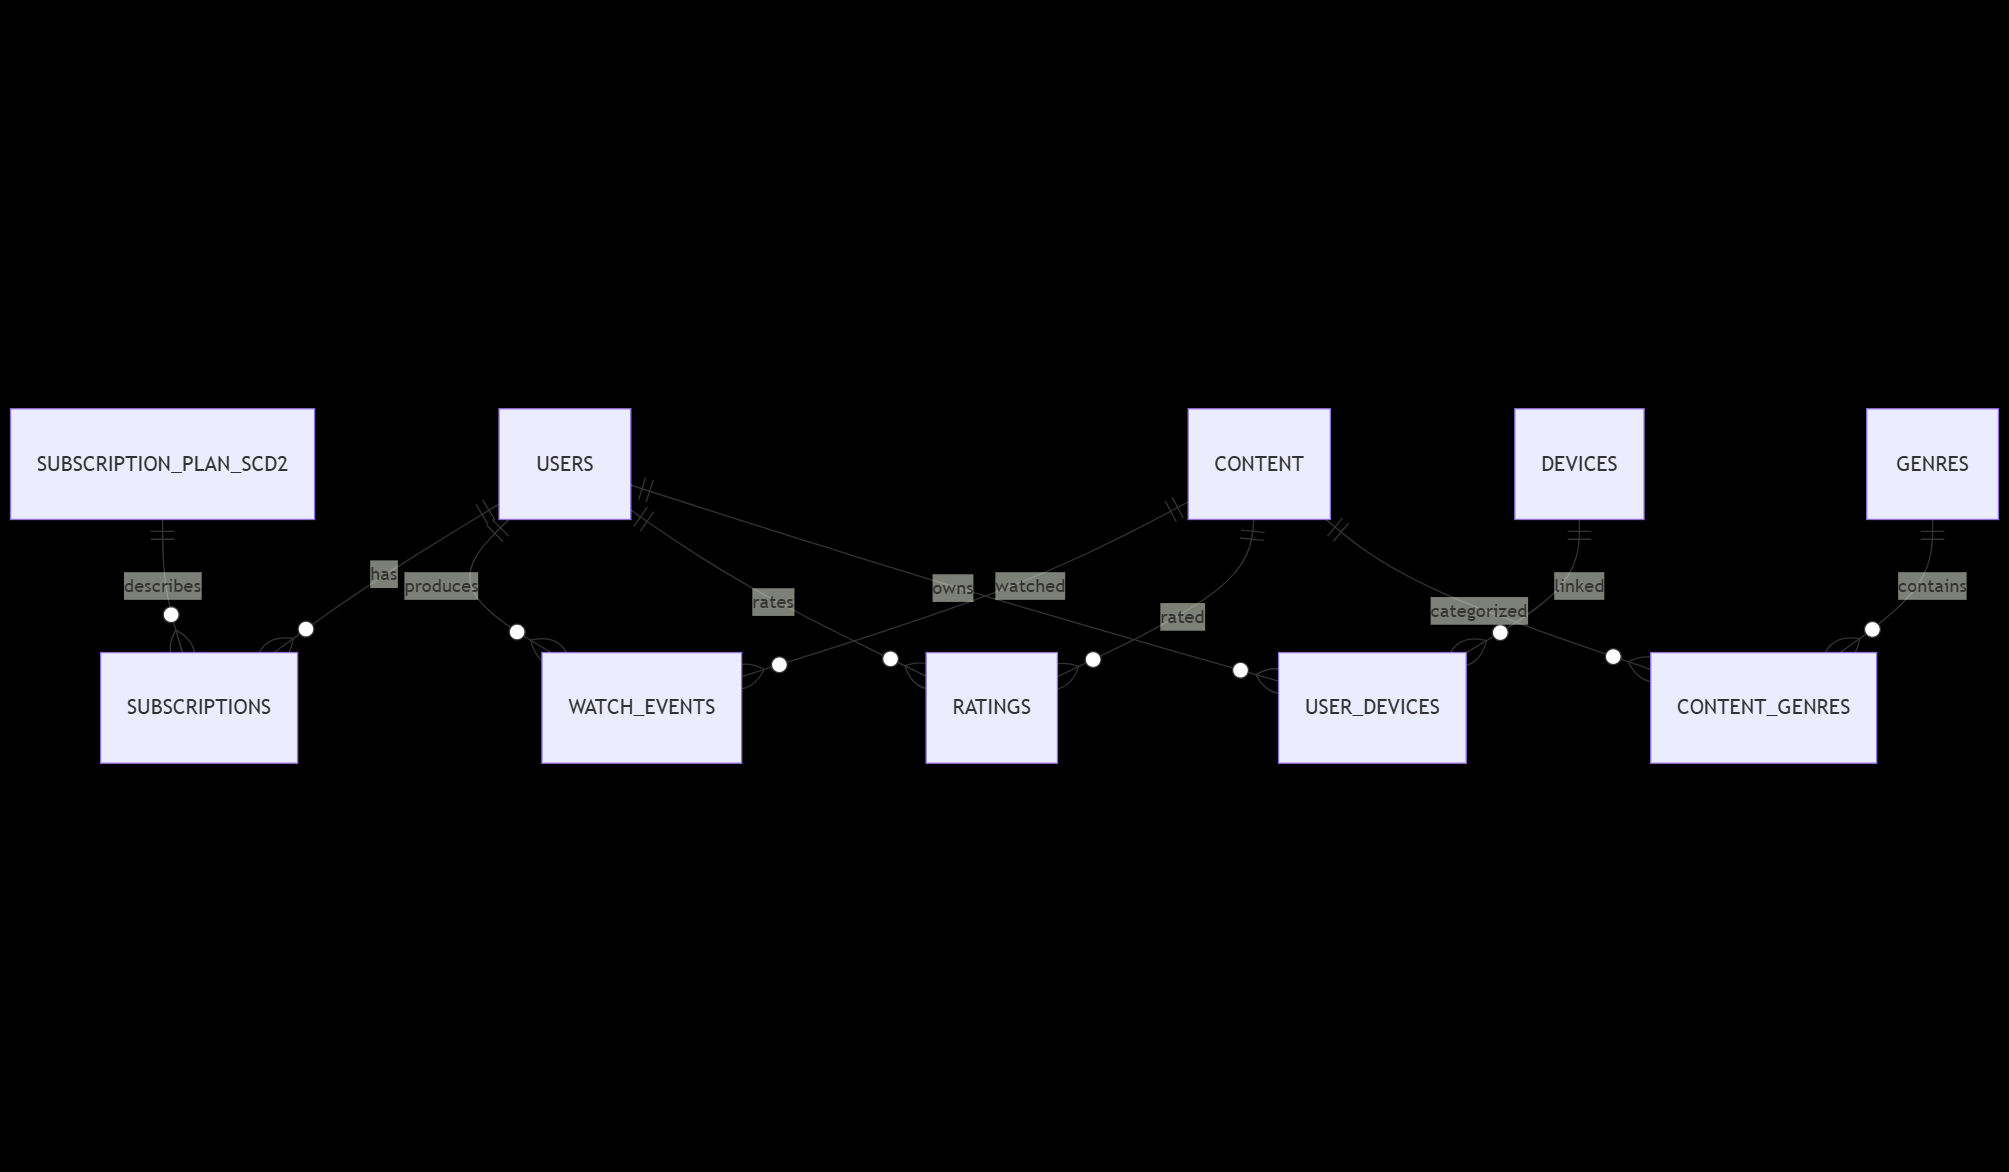 SUBSCRIPTION_PLAN_SCD2
USERS
CONTENT
DEVICES
GENRES
describes
has
produces
rates
owns
watched
rated
categorized
linked
contains
SUBSCRIPTIONS
WATCH_EVENTS
RATINGS
USER_DEVICES
CONTENT_GENRES